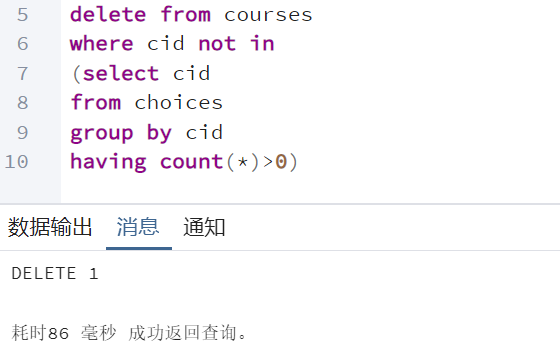 5 delete from courses
6 where cid not in
7 (select cid
8 from choices
9 group by cid
10 having count(*)>0)
数据输出 消息 通知
DELETE 1
耗时86 毫秒 成功返回查询。